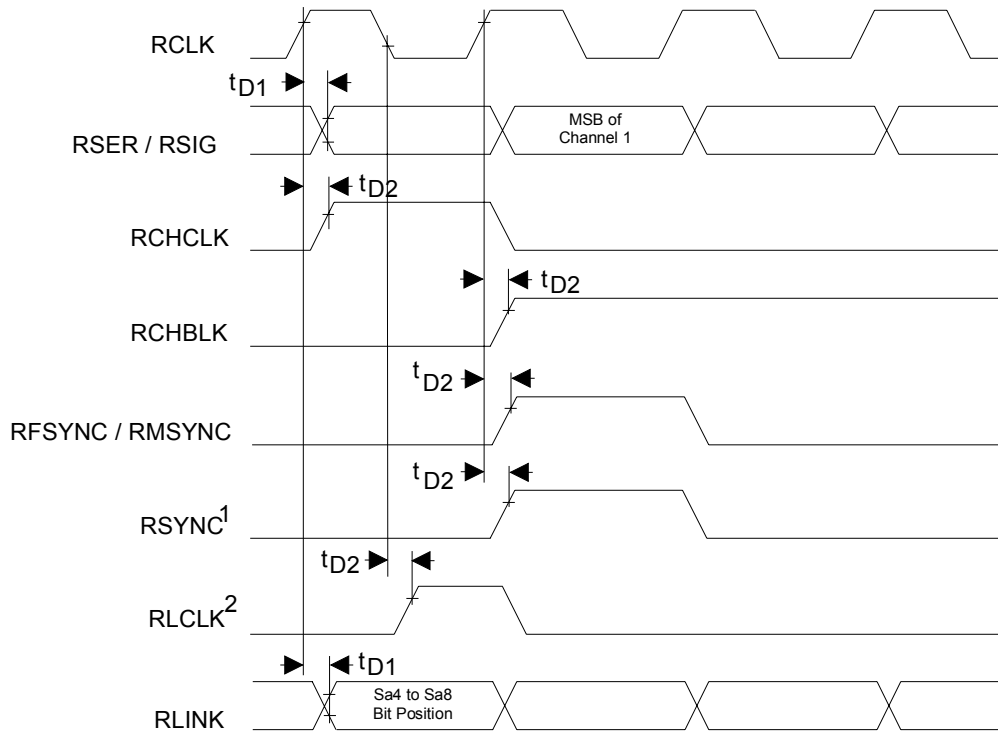 RCLK
tD1
RSER / RSIG
MSB of
Channel 1
tD2
RCHCLK
tD2
RCHBLK
tD2
RFSYNC / RMSYNC
tD2
RSYNC1
tD2
RLCLK2
tD1
RLINK
Sa4 to Sa8
Bit Position